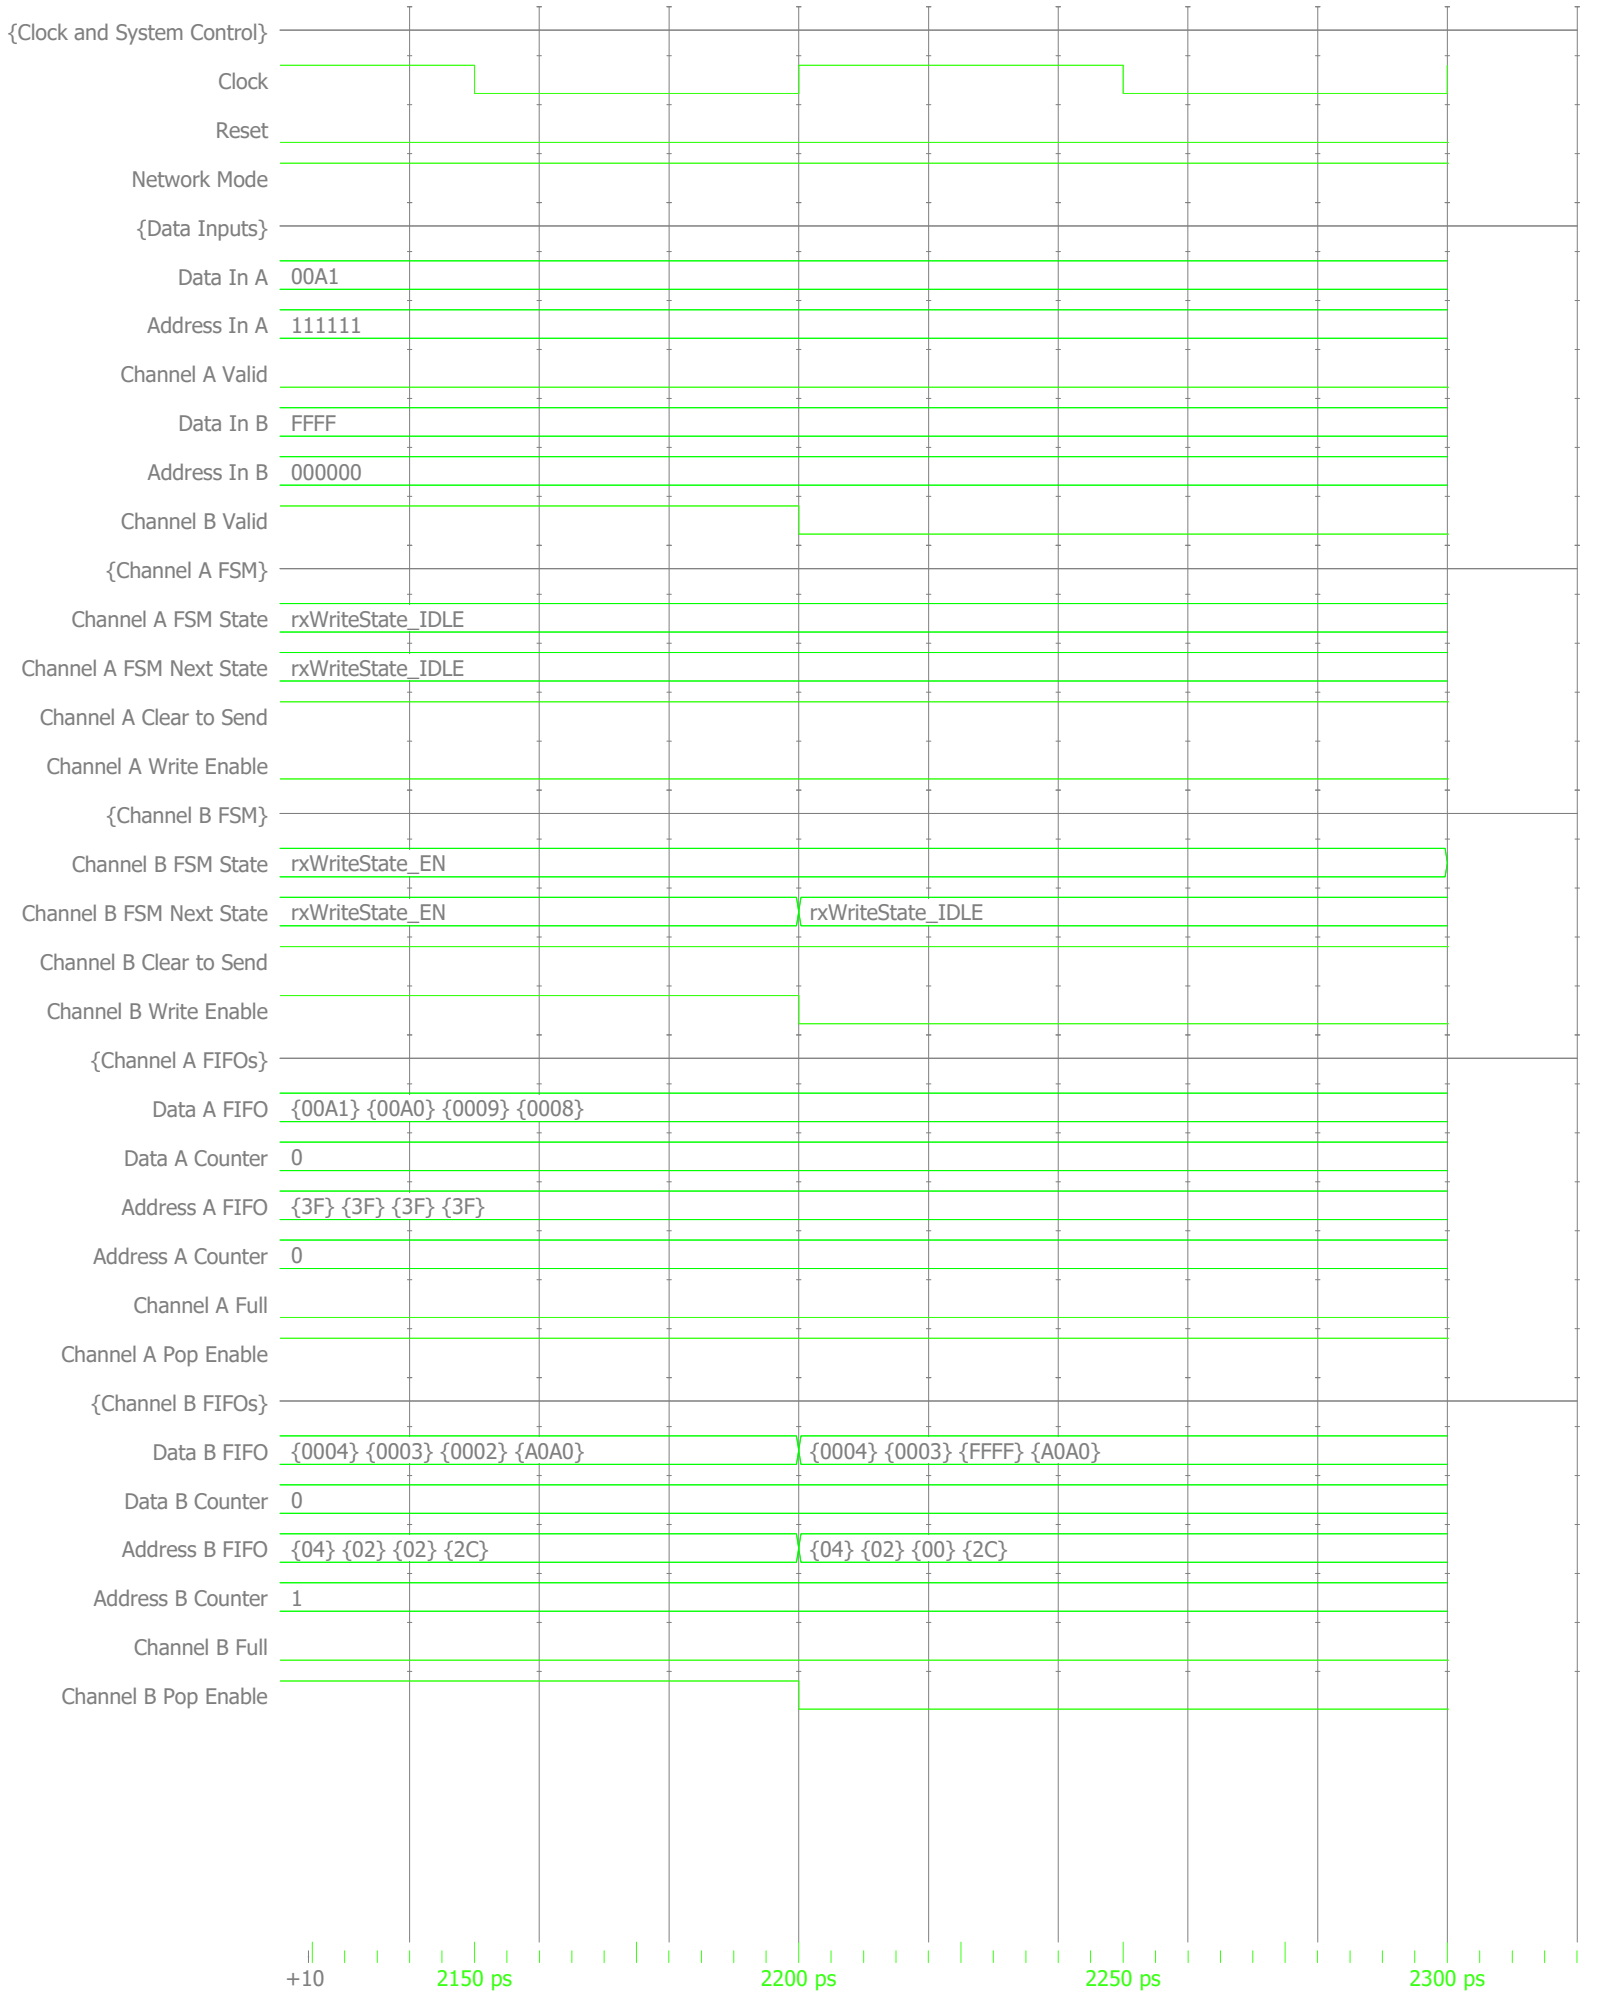 {Clock and System Control}
Clock
Reset
Network Mode
{Data Inputs}
Data In A 00A1
Address In A 111111
Channel A Valid
Data In B FFFF
Address In B 000000
Channel B Valid
{Channel A FSM}
Channel A FSM State rxWriteState_IDLE
Channel A FSM Next State rxWriteState_IDLE
Channel A Clear to Send
Channel A Write Enable
{Channel B FSM}
Channel B FSM State rxWriteState_EN
Channel B FSM Next State rxWriteState_EN rxWriteState_IDLE
Channel B Clear to Send
Channel B Write Enable
{Channel A FIFOs}
Data A FIFO {00A1} {00A0} {0009} {0008}
Data A Counter 0
Address A FIFO {3F} {3F} {3F} {3F}
Address A Counter 0
Channel A Full
Channel A Pop Enable
{Channel B FIFOs}
Data B FIFO {0004} {0003} {0002} {A0A0} {0004} {0003} {FFFF} {A0A0}
Data B Counter 0
Address B FIFO {04} {02} {02} {2C} {04} {02} {00} {2C}
Address B Counter 1
Channel B Full
Channel B Pop Enable
+10 2150 ps 2200 ps 2250 ps 2300 ps